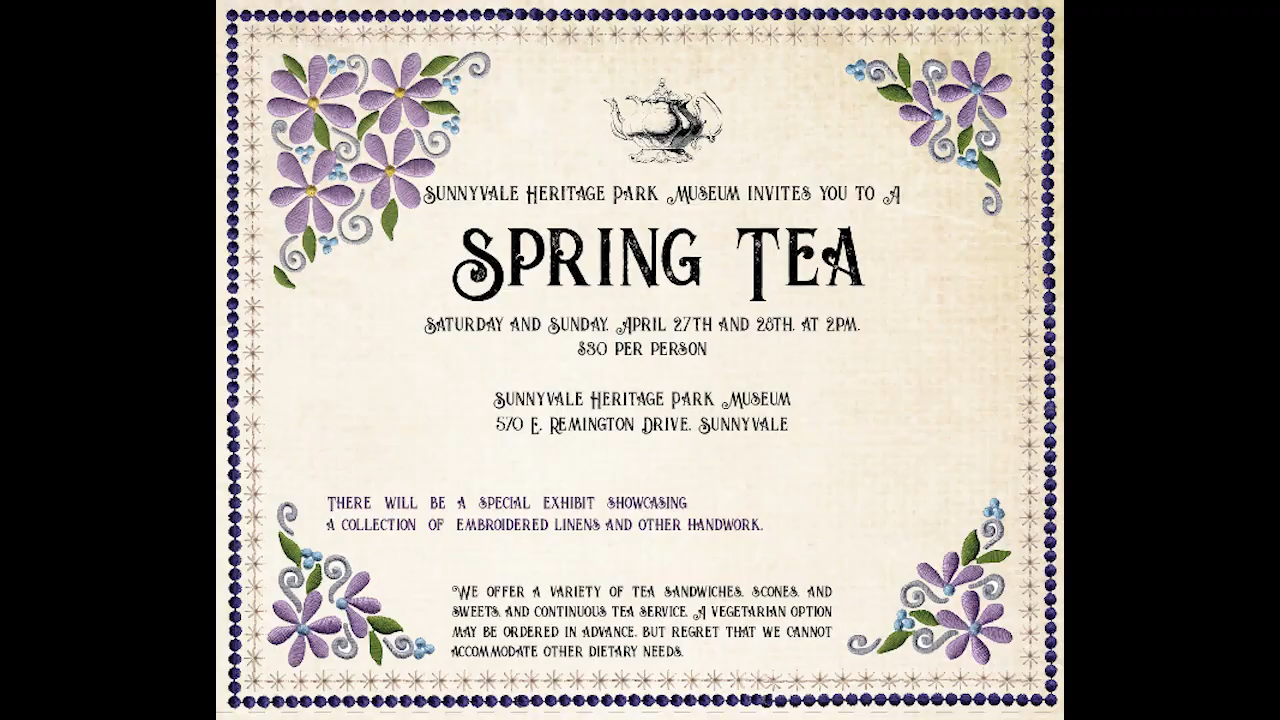 Sunnyvale Heritage Park Museum invites you to a
Spring Tea
Saturday and Sunday, April 27th and 28th, at 2pm.
$30 per person
Sunnyvale Heritage Park Museum
570 E. Remington Drive, Sunnyvale
There will be a special exhibit showcasing
a collection of embroidered linens and other handwork.
We offer a variety of tea sandwiches, scones, and
sweets, and continuous tea service. A vegetarian option
may be ordered in advance, but regret that we cannot
accommodate other dietary needs.